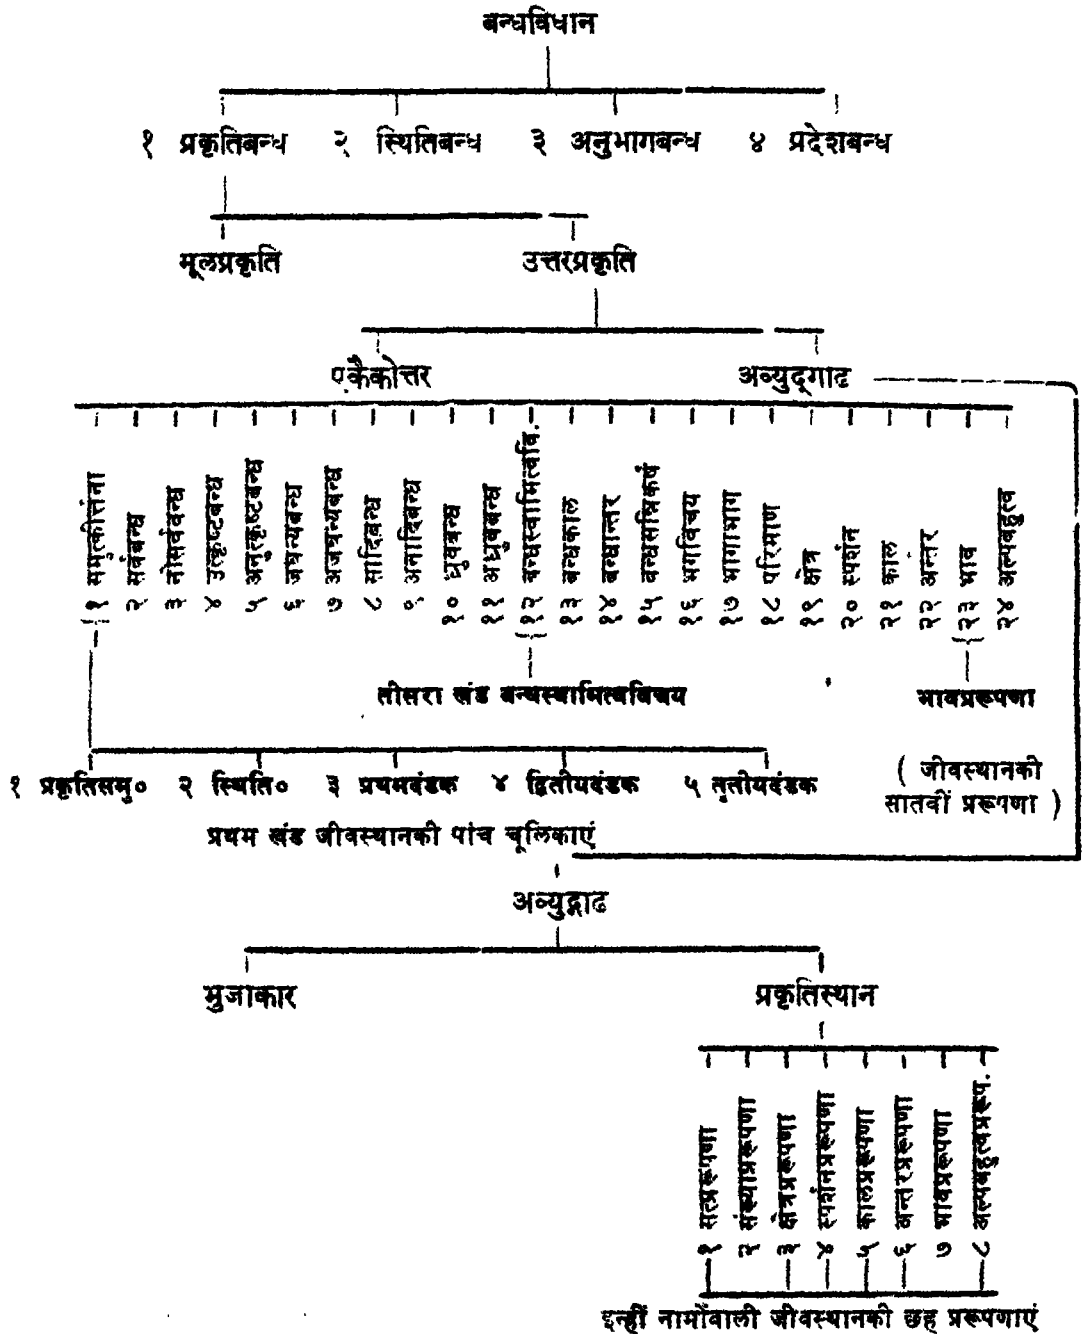 बन्धविधान
१ प्रकृतिबन्ध २ स्थितिबन्ध ३ अनुभागबन्ध ४ प्रदेशबन्ध
मूलप्रकृति उत्तरप्रकृति
एकैकोत्तर अव्युद्गाढ
१ समुत्कीर्त्तना
२ सर्वबन्ध
३ नोसर्वबन्ध
४ उत्कृष्टबन्ध
५ अनुत्कृष्टबन्ध
६ जघन्यबन्ध
७ अजघन्यबन्ध
८ सादिबन्ध
९ अनादिबन्ध
१० ध्रुवबन्ध
११ अध्रुवबन्ध
१२ बन्धस्वामित्ववि.
१३ बन्धकाल
१४ बन्धान्तर
१५ बन्धसन्निकर्ष
१६ भगविचय
१७ भागाभाग
१८ परिमाण
१९ क्षेत्र
२० स्पर्शन
२१ काल
२२ अन्तर
२३ भाव
२४ अल्पबहुत्व
तीसरा खंड बन्धस्वामित्वविचय भावप्ररूपणा
( जीवस्थानकी
सातवीं प्ररूपणा )
१ प्रकृतिसमु० २ स्थिति० ३ प्रथमदंडक ४ द्वितीयदंडक ५ तृतीयदंडक
प्रथम खंड जीवस्थानकी पांच चूलिकाएं
अव्युद्गाढ
भुजाकार प्रकृतिस्थान
१ सत्प्ररूपणा
२ संख्याप्ररूपणा
३ क्षेत्रप्ररूपणा
४ स्पर्शनप्ररूपणा
५ कालप्ररूपणा
६ अन्तरप्ररूपणा
७ भावप्ररूपणा
८ अल्पबहुत्वप्ररूप.
इन्हीं नामोंवाली जीवस्थानकी छह प्ररूपणाएं